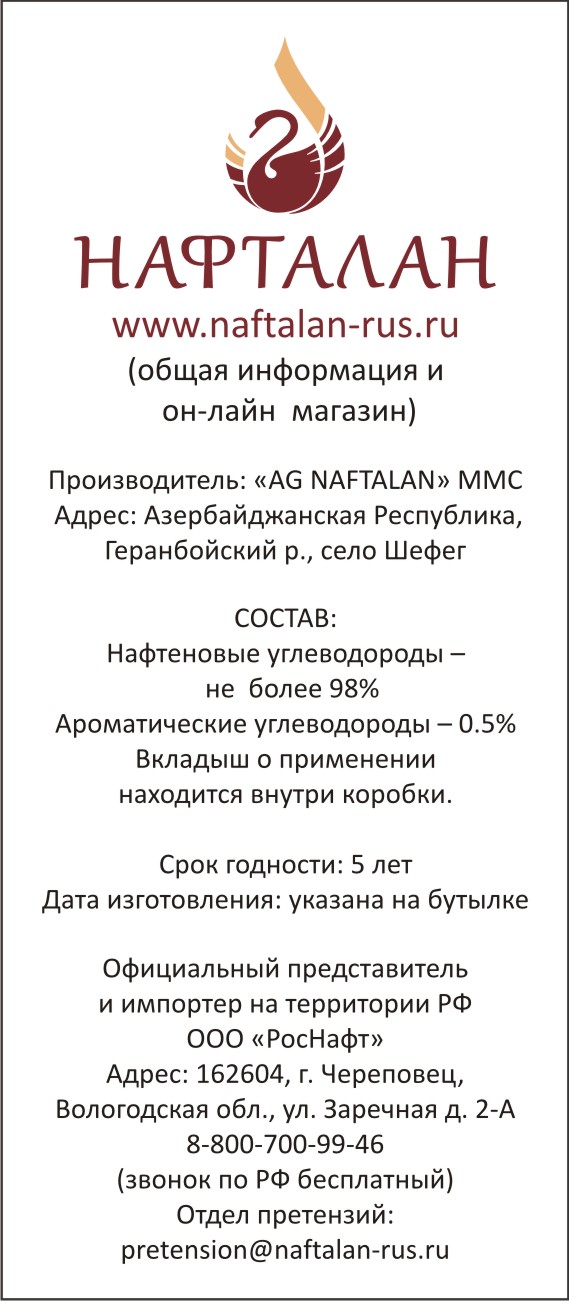 НАФТАЛАН
www.naftalan-rus.ru
(общая информация и
он-лайн магазин)
Производитель: «AG NAFTALAN» ММС
Адрес: Азербайджанская Республика,
Геранбойский р., село Шефег
СОСТАВ:
Нафтеновые углеводороды –
не более 98%
Ароматические углеводороды – 0.5%
Вкладыш о применении
находится внутри коробки.
Срок годности: 5 лет
Дата изготовления: указана на бутылке
Официальный представитель
и импортер на территории РФ
ООО «РосНафт»
Адрес: 162604, г. Череповец,
Вологодская обл., ул. Заречная д. 2-А
8-800-700-99-46
(звонок по РФ бесплатный)
Отдел претензий:
pretension@naftalan-rus.ru